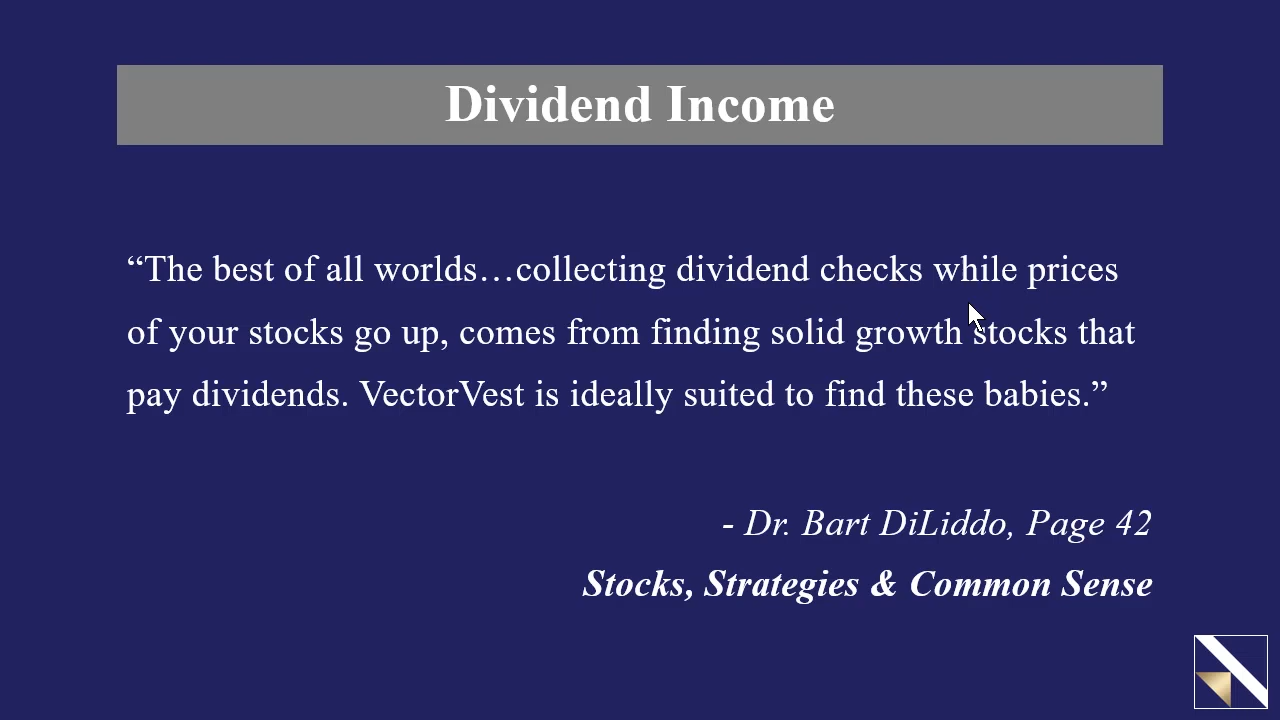 Dividend Income
“The best of all worlds…collecting dividend checks while prices
of your stocks go up, comes from finding solid growth stocks that
pay dividends. VectorVest is ideally suited to find these babies.”
- Dr. Bart DiLiddo, Page 42
Stocks, Strategies & Common Sense